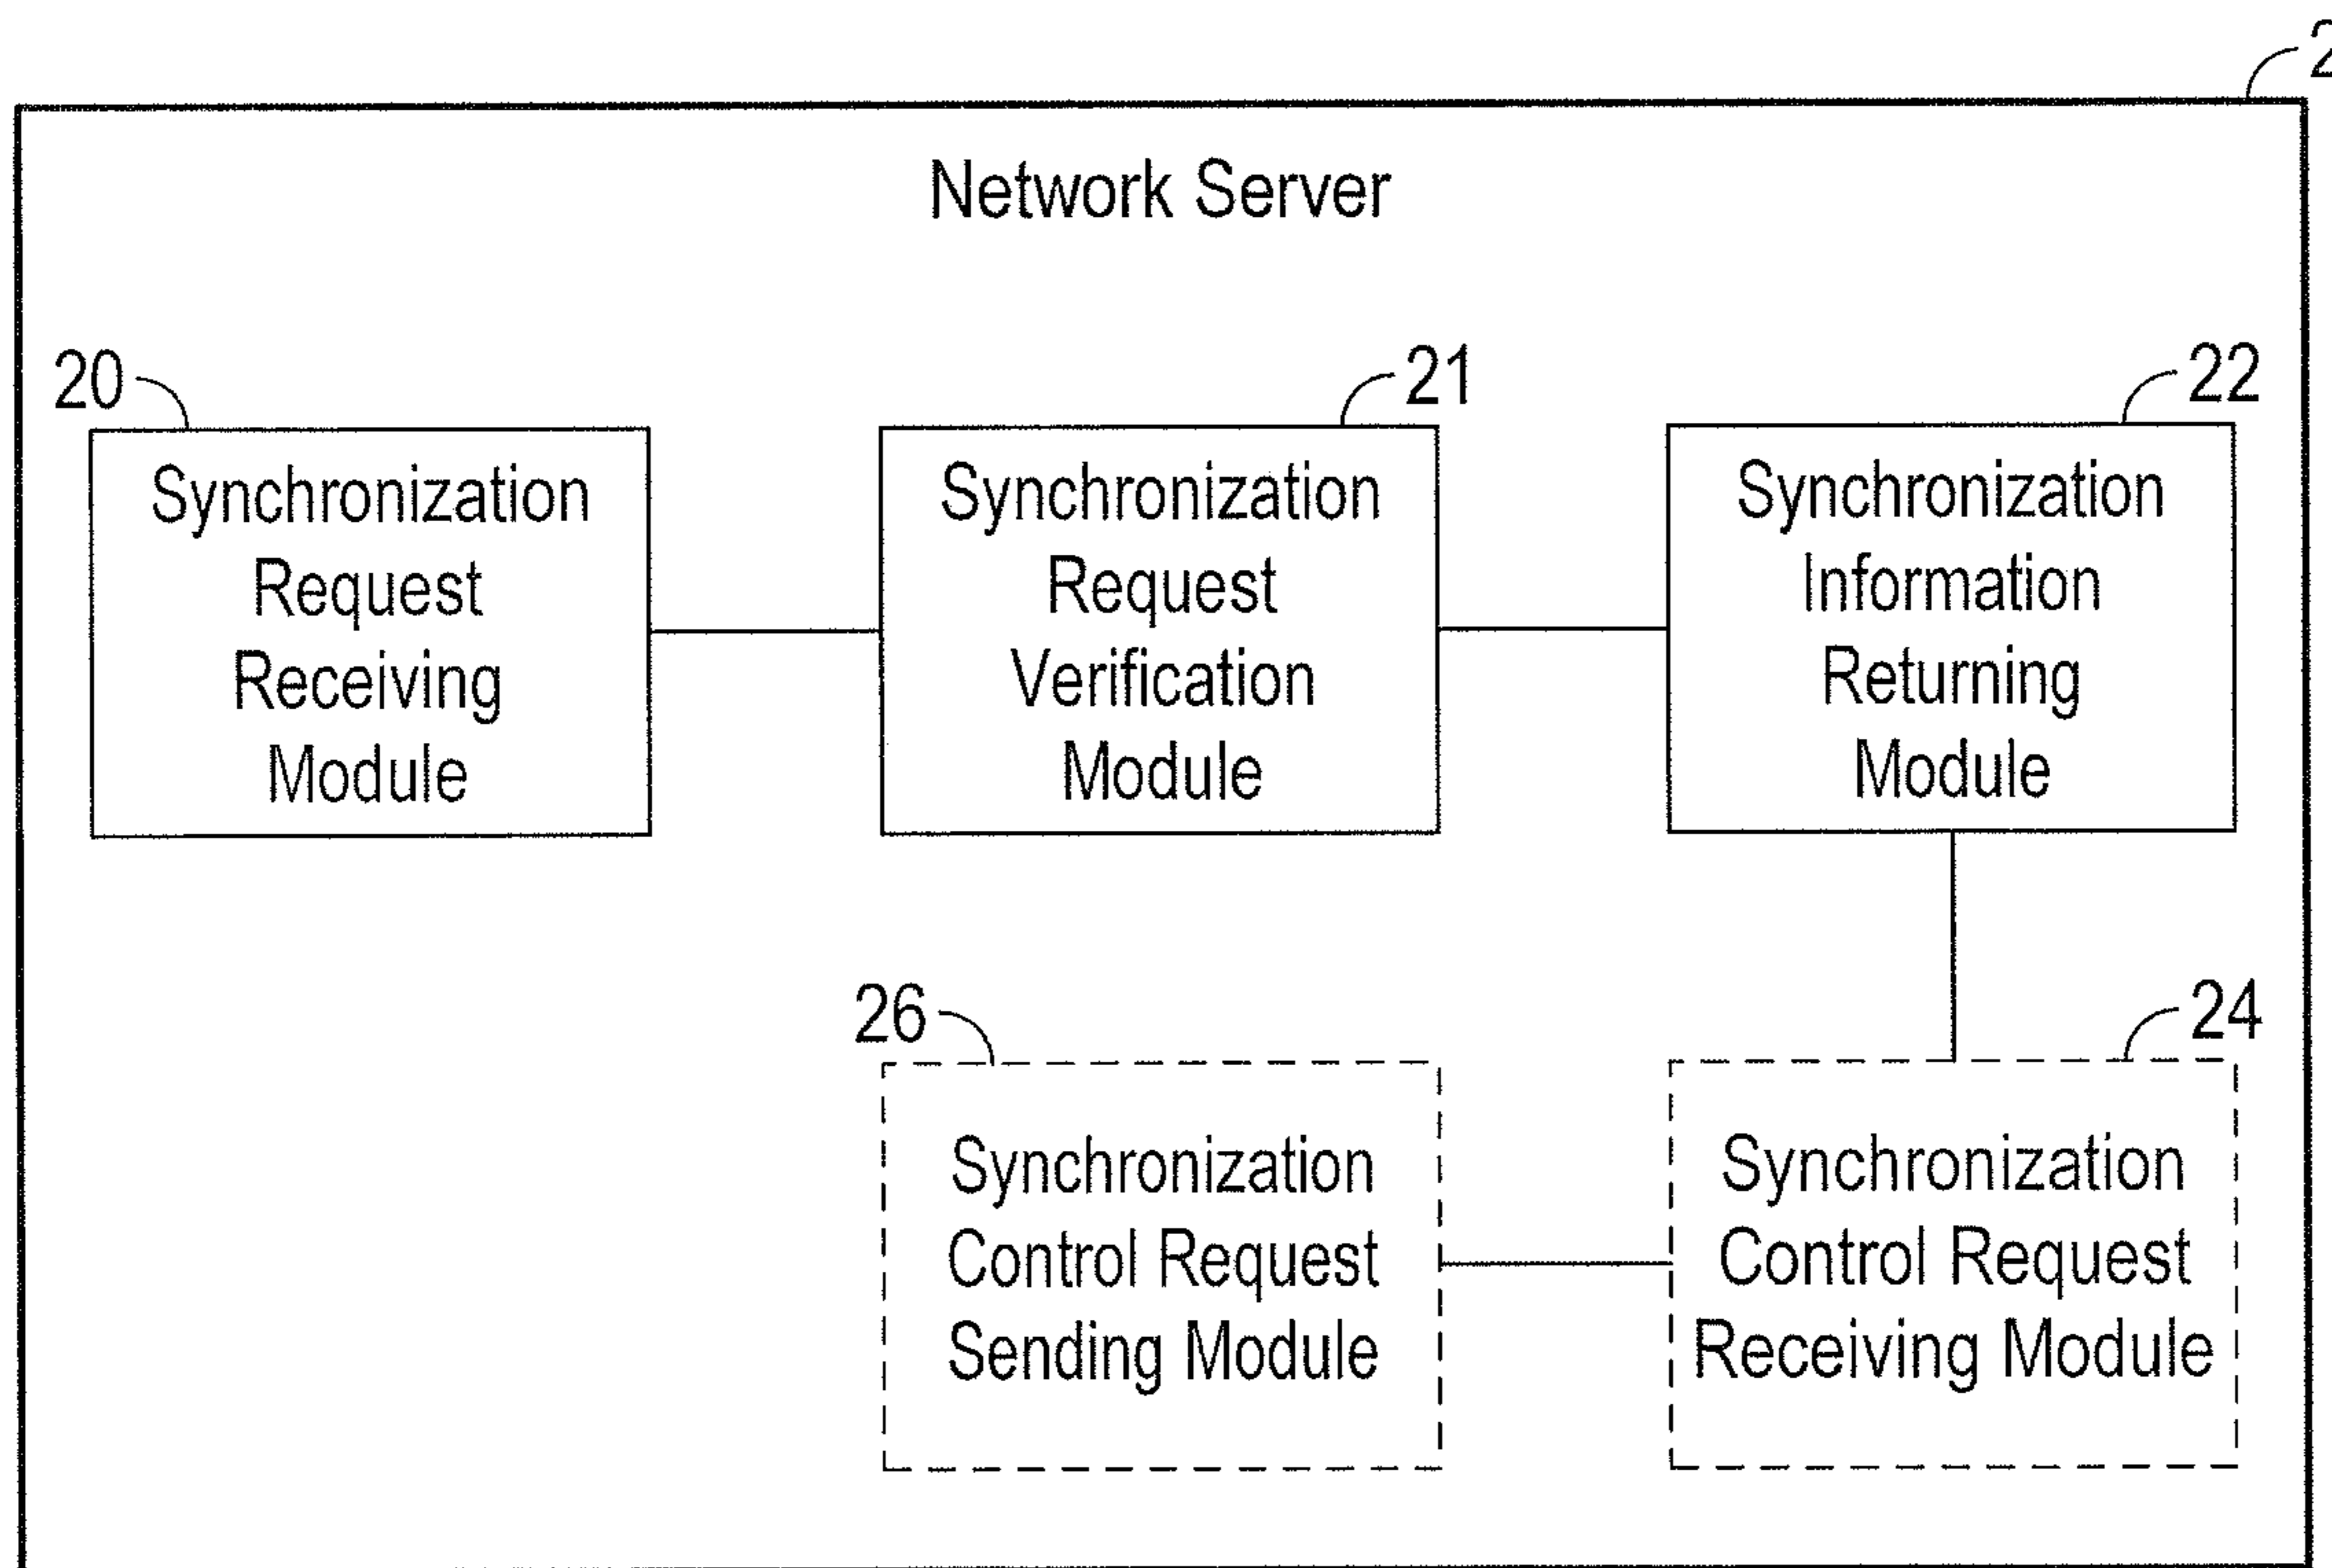 2
Network Server
20
21
22
Synchronization
Request
Receiving
Module
Synchronization
Request
Verification
Module
Synchronization
Information
Returning
Module
26
24
Synchronization
Control Request
Sending Module
Synchronization
Control Request
Receiving Module